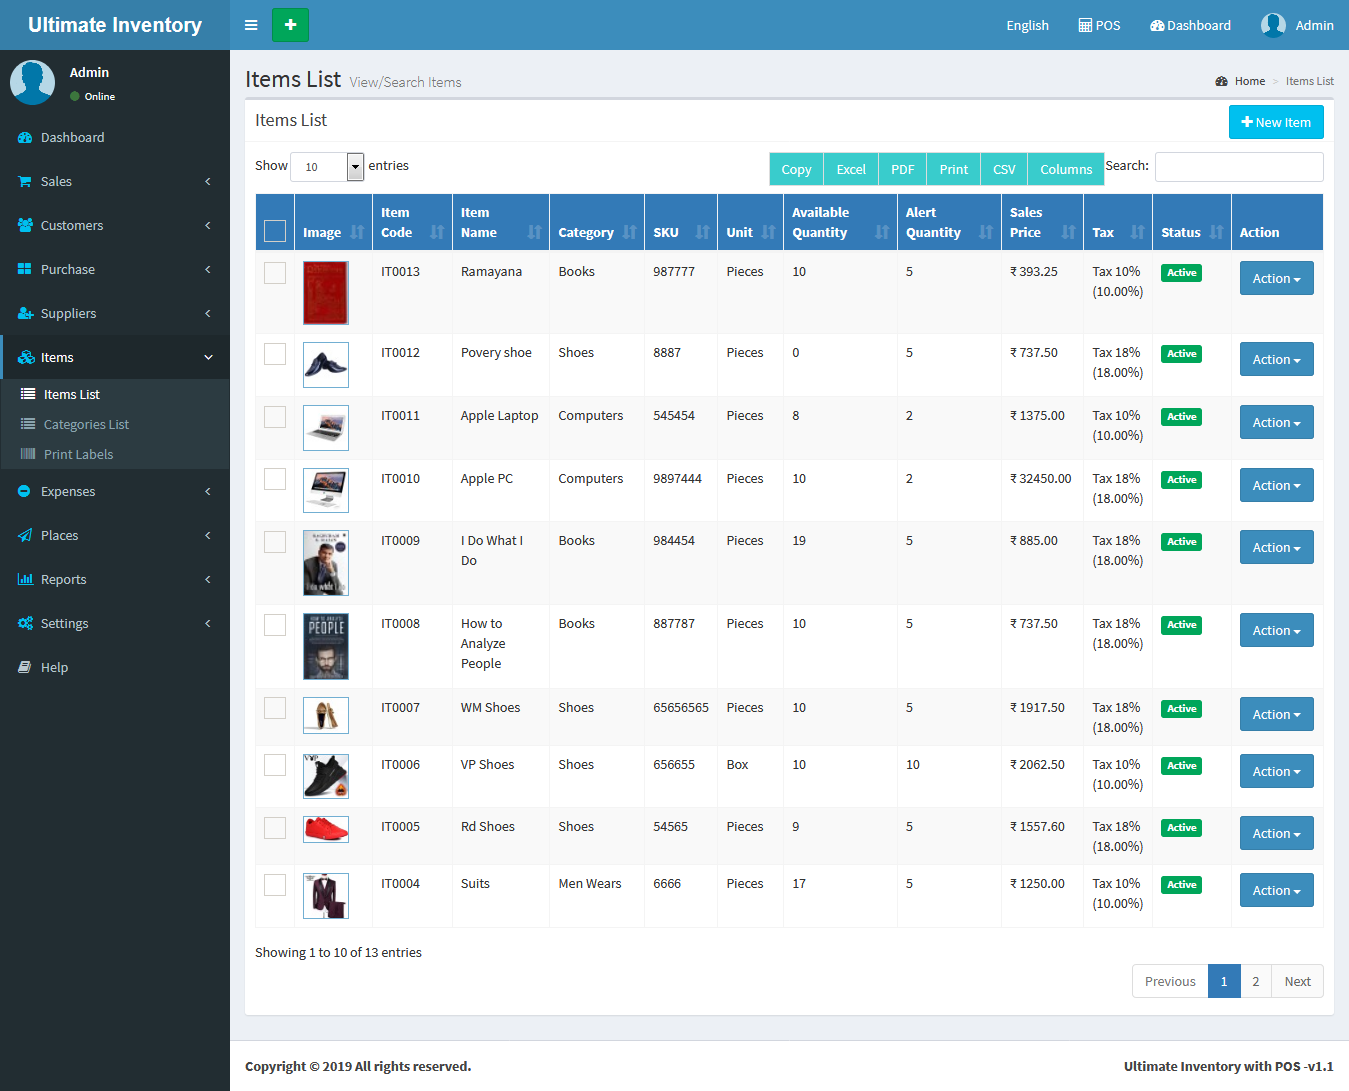 Ultimate Inventory
English POS Dashboard Admin
Admin
Online
Dashboard
Sales
Customers
Purchase
Suppliers
Items
Items List
Categories List
Print Labels
Expenses
Places
Reports
Settings
Help
Items List View/Search Items
Home > Items List
Items List
New Item
Show 10 entries
Copy Excel PDF Print CSV Columns Search:
Image Item Code Item Name Category SKU Unit Available Quantity Alert Quantity Sales Price Tax Status Action
IT0013 Ramayana Books 987777 Pieces 10 5 ₹ 393.25 Tax 10% (10.00%) Active Action
IT0012 Povery shoe Shoes 8887 Pieces 0 5 ₹ 737.50 Tax 18% (18.00%) Active Action
IT0011 Apple Laptop Computers 545454 Pieces 8 2 ₹ 1375.00 Tax 10% (10.00%) Active Action
IT0010 Apple PC Computers 9897444 Pieces 10 2 ₹ 32450.00 Tax 18% (18.00%) Active Action
IT0009 I Do What I Do Books 984454 Pieces 19 5 ₹ 885.00 Tax 18% (18.00%) Active Action
PEOPLE
IT0008 How to Analyze People Books 887787 Pieces 10 5 ₹ 737.50 Tax 18% (18.00%) Active Action
IT0007 WM Shoes Shoes 65656565 Pieces 10 5 ₹ 1917.50 Tax 18% (18.00%) Active Action
IT0006 VP Shoes Shoes 656655 Box 10 10 ₹ 2062.50 Tax 10% (10.00%) Active Action
IT0005 Rd Shoes Shoes 54565 Pieces 9 5 ₹ 1557.60 Tax 18% (18.00%) Active Action
IT0004 Suits Men Wears 6666 Pieces 17 5 ₹ 1250.00 Tax 10% (10.00%) Active Action
Showing 1 to 10 of 13 entries
Previous 1 2 Next
Copyright © 2019 All rights reserved.
Ultimate Inventory with POS -v1.1